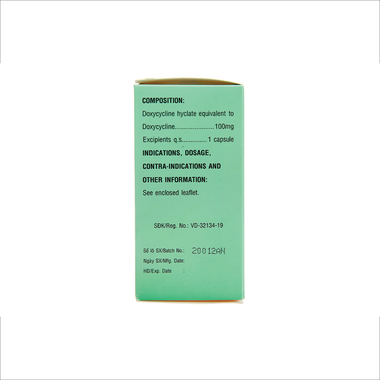 COMPOSITION:
Doxycycline hyclate equivalent to
Doxycycline.......................100mg
Excipients q.s...............1 capsule
INDICATIONS, DOSAGE,
CONTRA-INDICATIONS AND
OTHER INFORMATION:
See enclosed leaflet.
SĐK/Reg. No.: VD-32134-19
Số lô SX/Batch No.: 20012AN
Ngày SX/Mfg. Date:
HD/Exp. Date